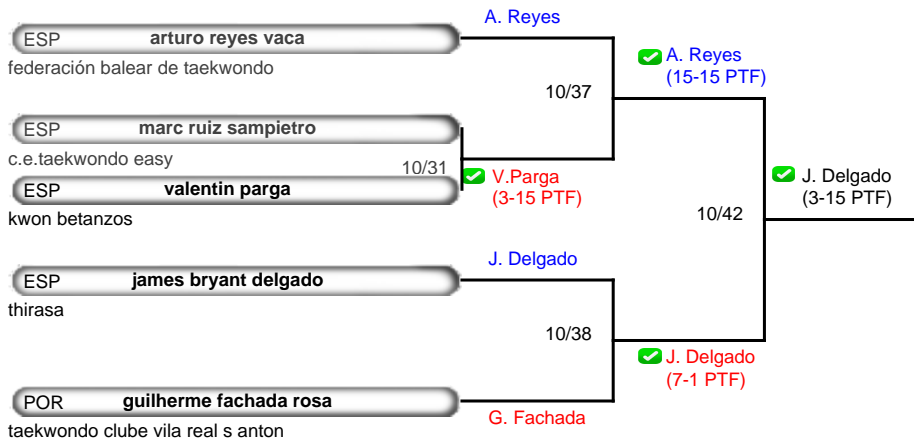 A. Reyes
ESP arturo reyes vaca
federación balear de taekwondo
A. Reyes
(15-15 PTF)
10/37
ESP marc ruiz sampietro
c.e.taekwondo easy
10/31
V.Parga
(3-15 PTF)
ESP valentin parga
kwon betanzos
J. Delgado
(3-15 PTF)
10/42
J. Delgado
ESP james bryant delgado
thirasa
10/38
J. Delgado
(7-1 PTF)
POR guilherme fachada rosa
G. Fachada
taekwondo clube vila real s anton